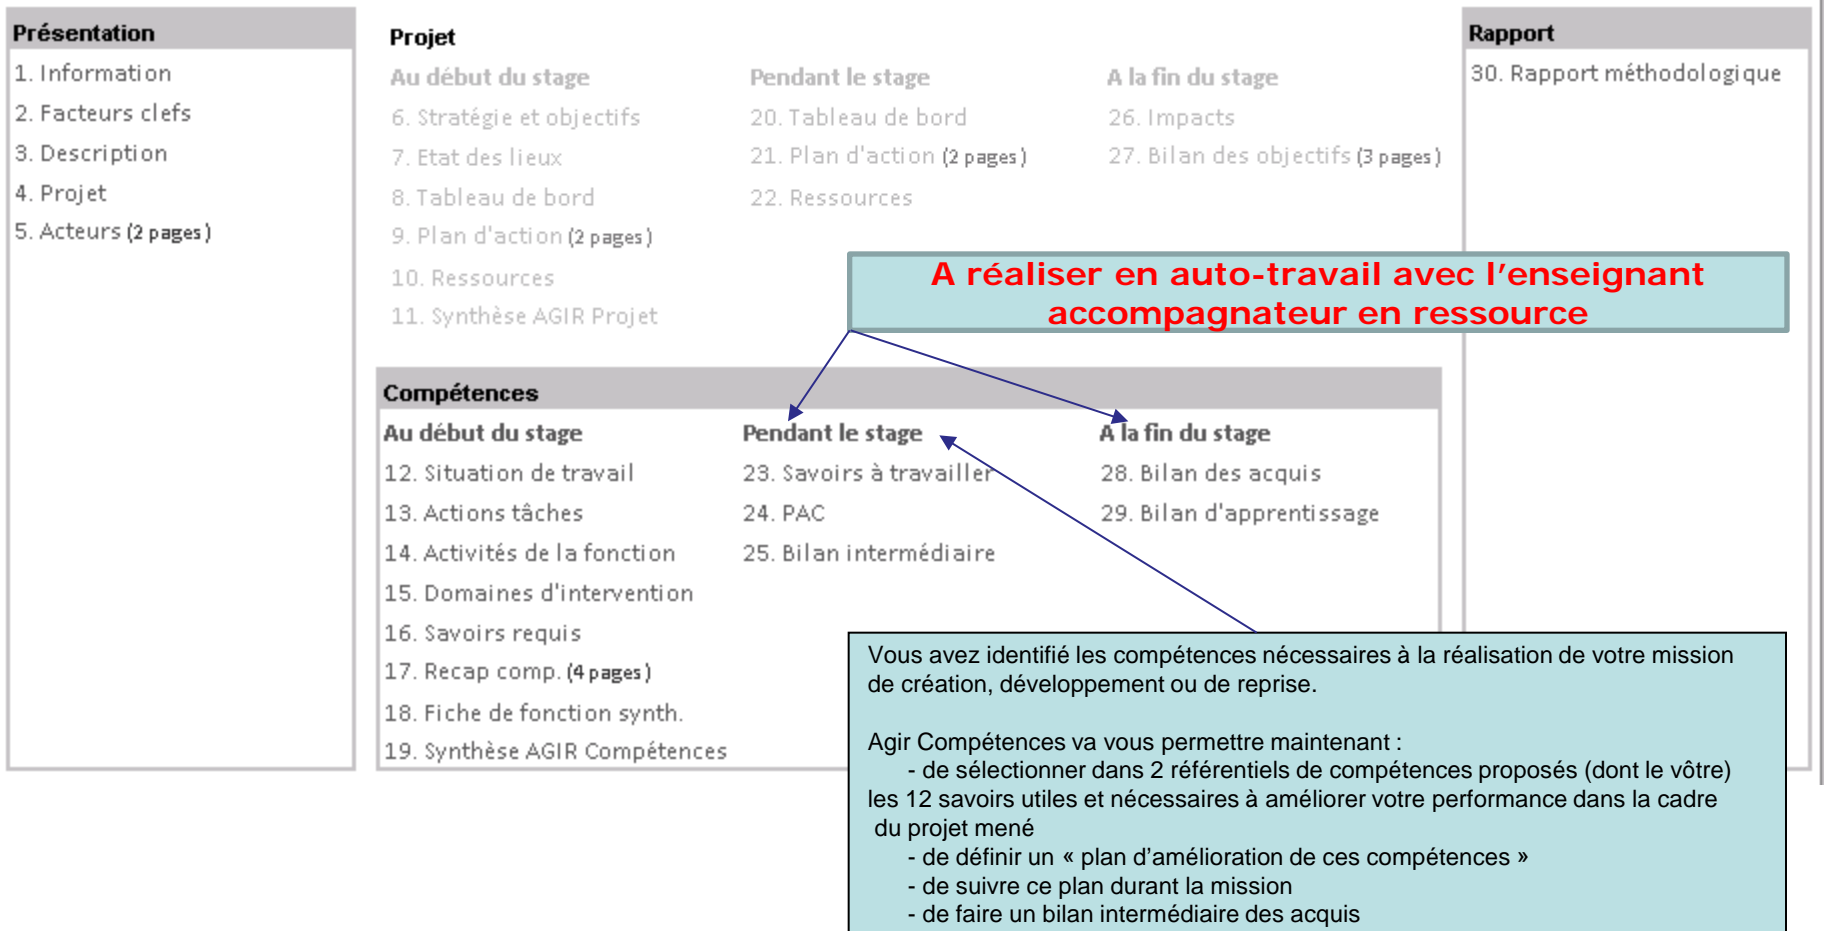 Présentation
1. Information
2. Facteurs clefs
3. Description
4. Projet
5. Acteurs (2 pages)
Projet
Au début du stage
6. Stratégie et objectifs
7. Etat des lieux
8. Tableau de bord
9. Plan d'action (2 pages)
10. Ressources
11. Synthèse AGIR Projet
Pendant le stage
20. Tableau de bord
21. Plan d'action (2 pages)
22. Ressources
A la fin du stage
26. Impacts
27. Bilan des objectifs (3 pages)
Rapport
30. Rapport méthodologique
A réaliser en auto-travail avec l’enseignant
accompagnateur en ressource
Compétences
Au début du stage
12. Situation de travail
13. Actions tâches
14. Activités de la fonction
15. Domaines d'intervention
16. Savoirs requis
17. Recap comp. (4 pages)
18. Fiche de fonction synth.
19. Synthèse AGIR Compétences
Pendant le stage
23. Savoirs à travailler
24. PAC
25. Bilan intermédiaire
A la fin du stage
28. Bilan des acquis
29. Bilan d'apprentissage
Vous avez identifié les compétences nécessaires à la réalisation de votre mission
de création, développement ou de reprise.
Agir Compétences va vous permettre maintenant :
- de sélectionner dans 2 référentiels de compétences proposés (dont le vôtre)
les 12 savoirs utiles et nécessaires à améliorer votre performance dans la cadre
du projet mené
- de définir un « plan d’amélioration de ces compétences »
- de suivre ce plan durant la mission
- de faire un bilan intermédiaire des acquis